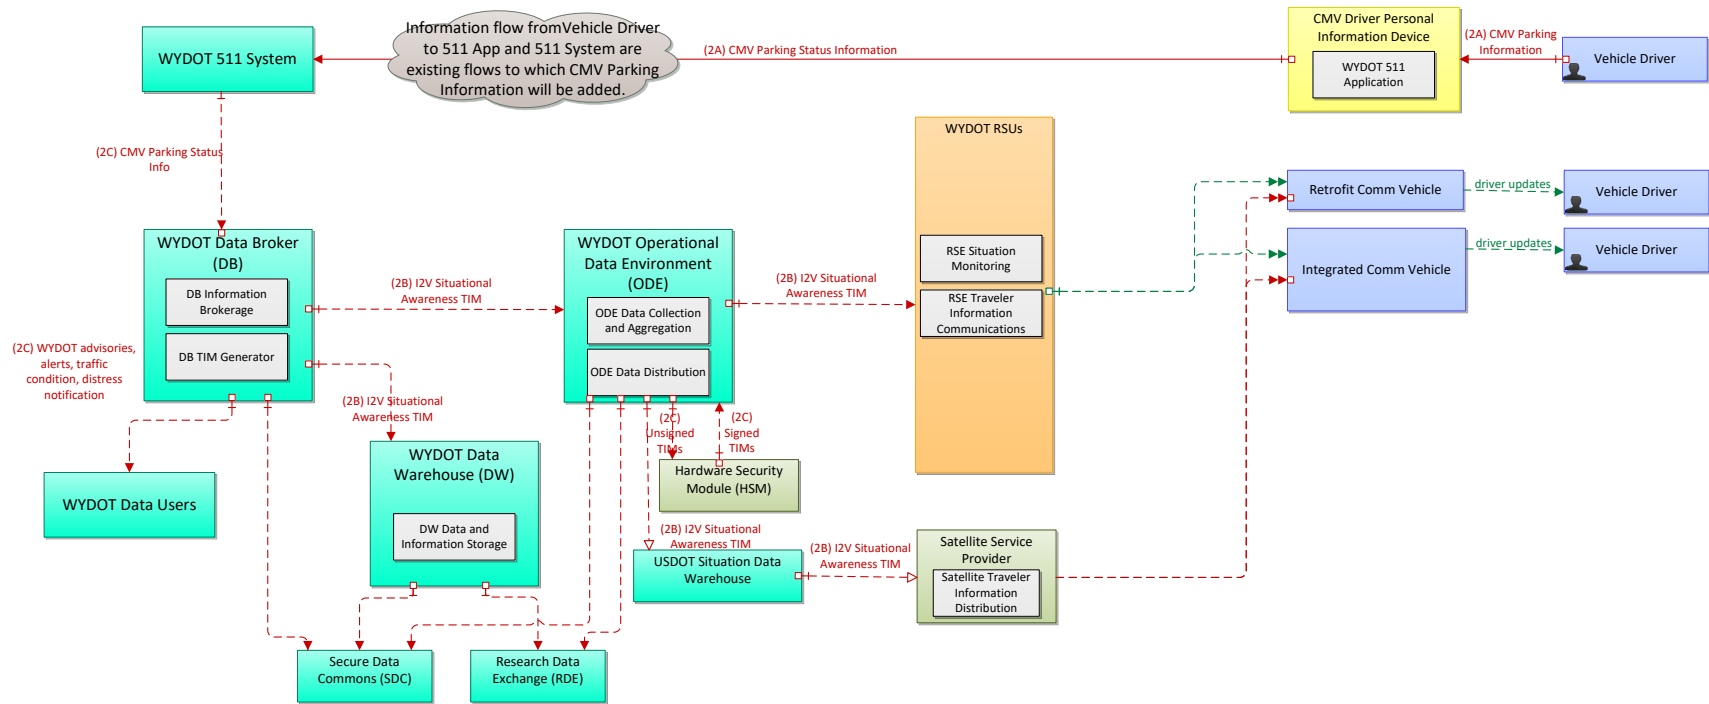 Information flow fromVehicle Driver
to 511 App and 511 System are
existing flows to which CMV Parking
Information will be added.
WYDOT 511 System
(2A) CMV Parking Status Information
CMV Driver Personal
Information Device
WYDOT 511
Application
(2A) CMV Parking
Information
Vehicle Driver
(2C) CMV Parking Status
Info
WYDOT RSUs
RSE Situation
Monitoring
RSE Traveler
Information
Communications
Retrofit Comm Vehicle
driver updates
Vehicle Driver
Integrated Comm Vehicle
driver updates
Vehicle Driver
WYDOT Data Broker
(DB)
DB Information
Brokerage
DB TIM Generator
(2B) I2V Situational
Awareness TIM
WYDOT Operational
Data Environment
(ODE)
ODE Data Collection
and Aggregation
ODE Data Distribution
(2B) I2V Situational
Awareness TIM
(2C) WYDOT advisories,
alerts, traffic
condition, distress
notification
(2B) I2V Situational
Awareness TIM
(2C)
Unsigned
TIMs
(2C)
Signed
TIMs
WYDOT Data Users
WYDOT Data
Warehouse (DW)
DW Data and
Information Storage
Hardware Security
Module (HSM)
(2B) I2V Situational
Awareness TIM
USDOT Situation Data
Warehouse
(2B) I2V Situational
Awareness TIM
Satellite Service
Provider
Satellite Traveler
Information
Distribution
Secure Data
Commons (SDC)
Research Data
Exchange (RDE)